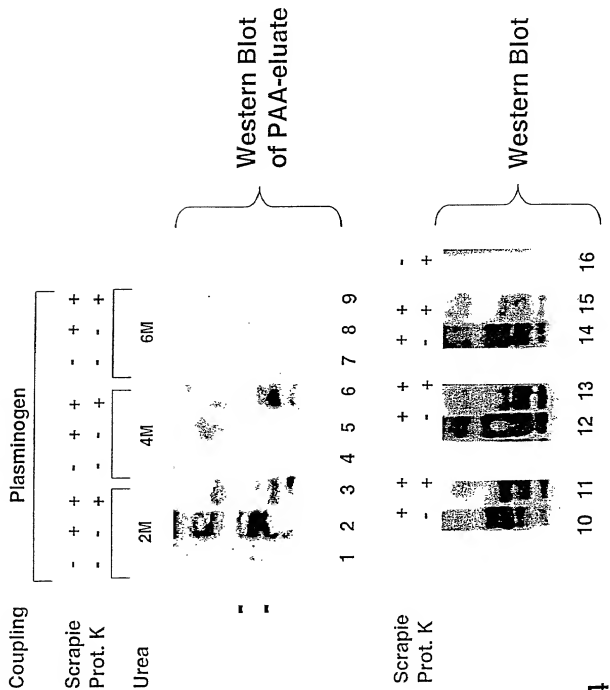 Coupling Plasminogen
Scrapie - + + - + + - + +
Prot. K - - + - - + - - +
Urea 2M 4M 6M
Western Blot
of PAA-eluate
1 2 3 4 5 6 7 8 9
Scrapie + + + + + + -
Prot. K - + - + - + +
Western Blot
10 11 12 13 14 15 16